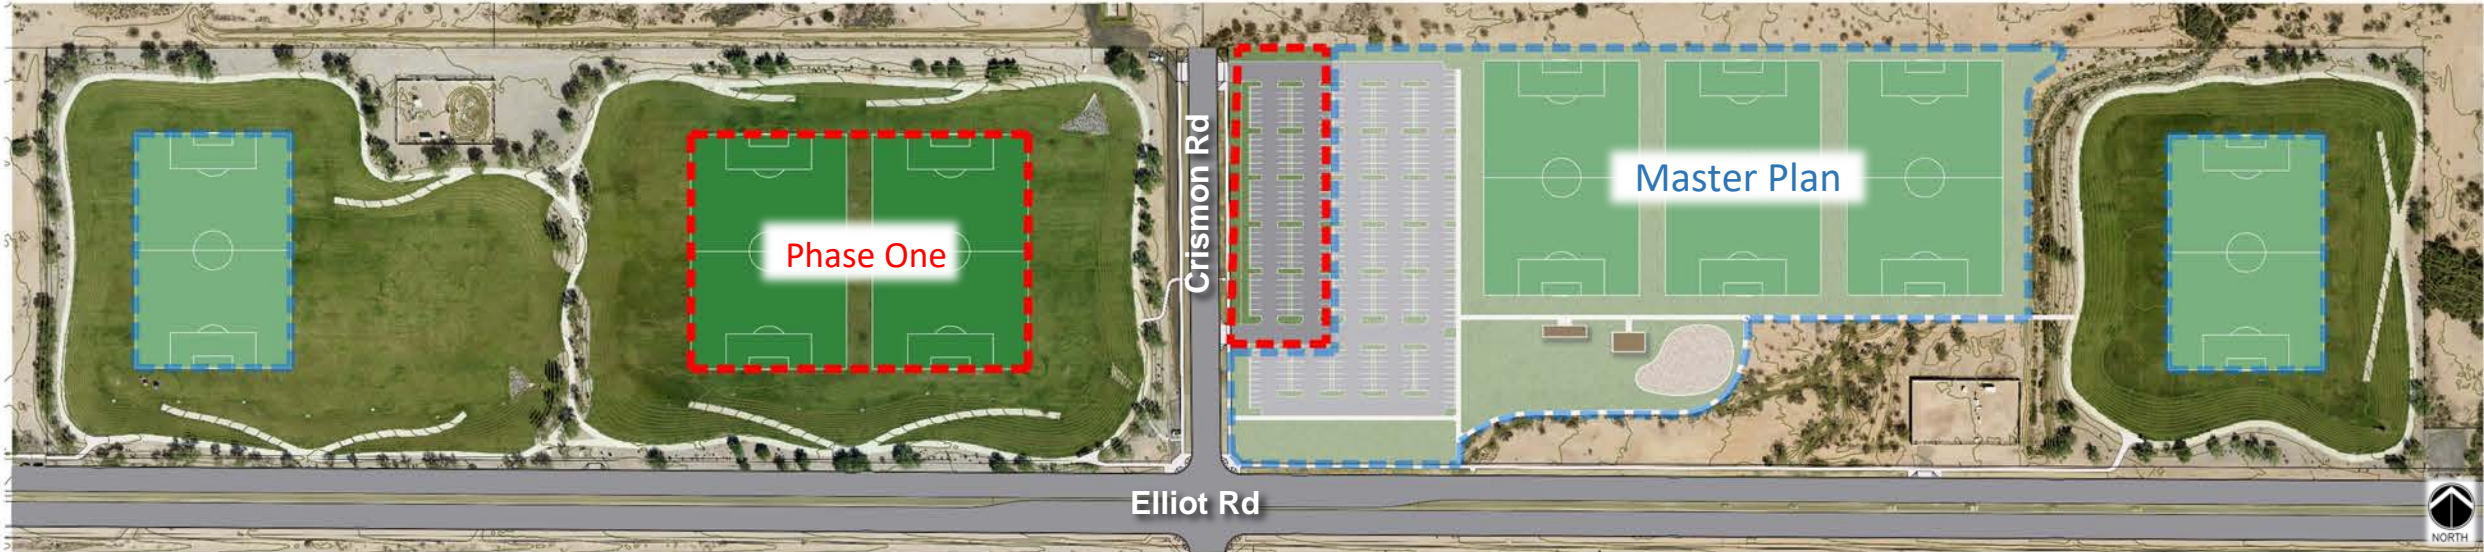 Phase One
Crismon Rd
Master Plan
Elliot Rd
NORTH